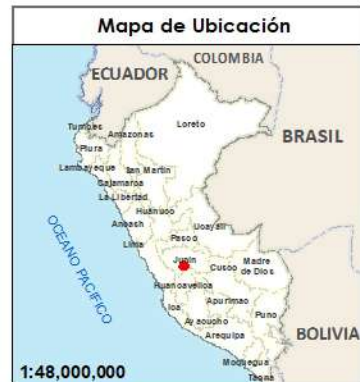 Mapa de Ubicación
COLOMBIA
ECUADOR
Tumbes
Amazonas
Loreto
Piura
BRASIL
Lambayeque
San Martin
Cajamarca
La Libertad
Huanuco
Ancash
Ucayali
Pasco
Lima
OCEANO PACÍFICO
Junin
Cusco
Madre
de Dios
Huancavelica
Ica
Apurimac
Puno
Ayacucho
Arequipa
BOLIVIA
Moquegua
Tacna
1:48,000,000